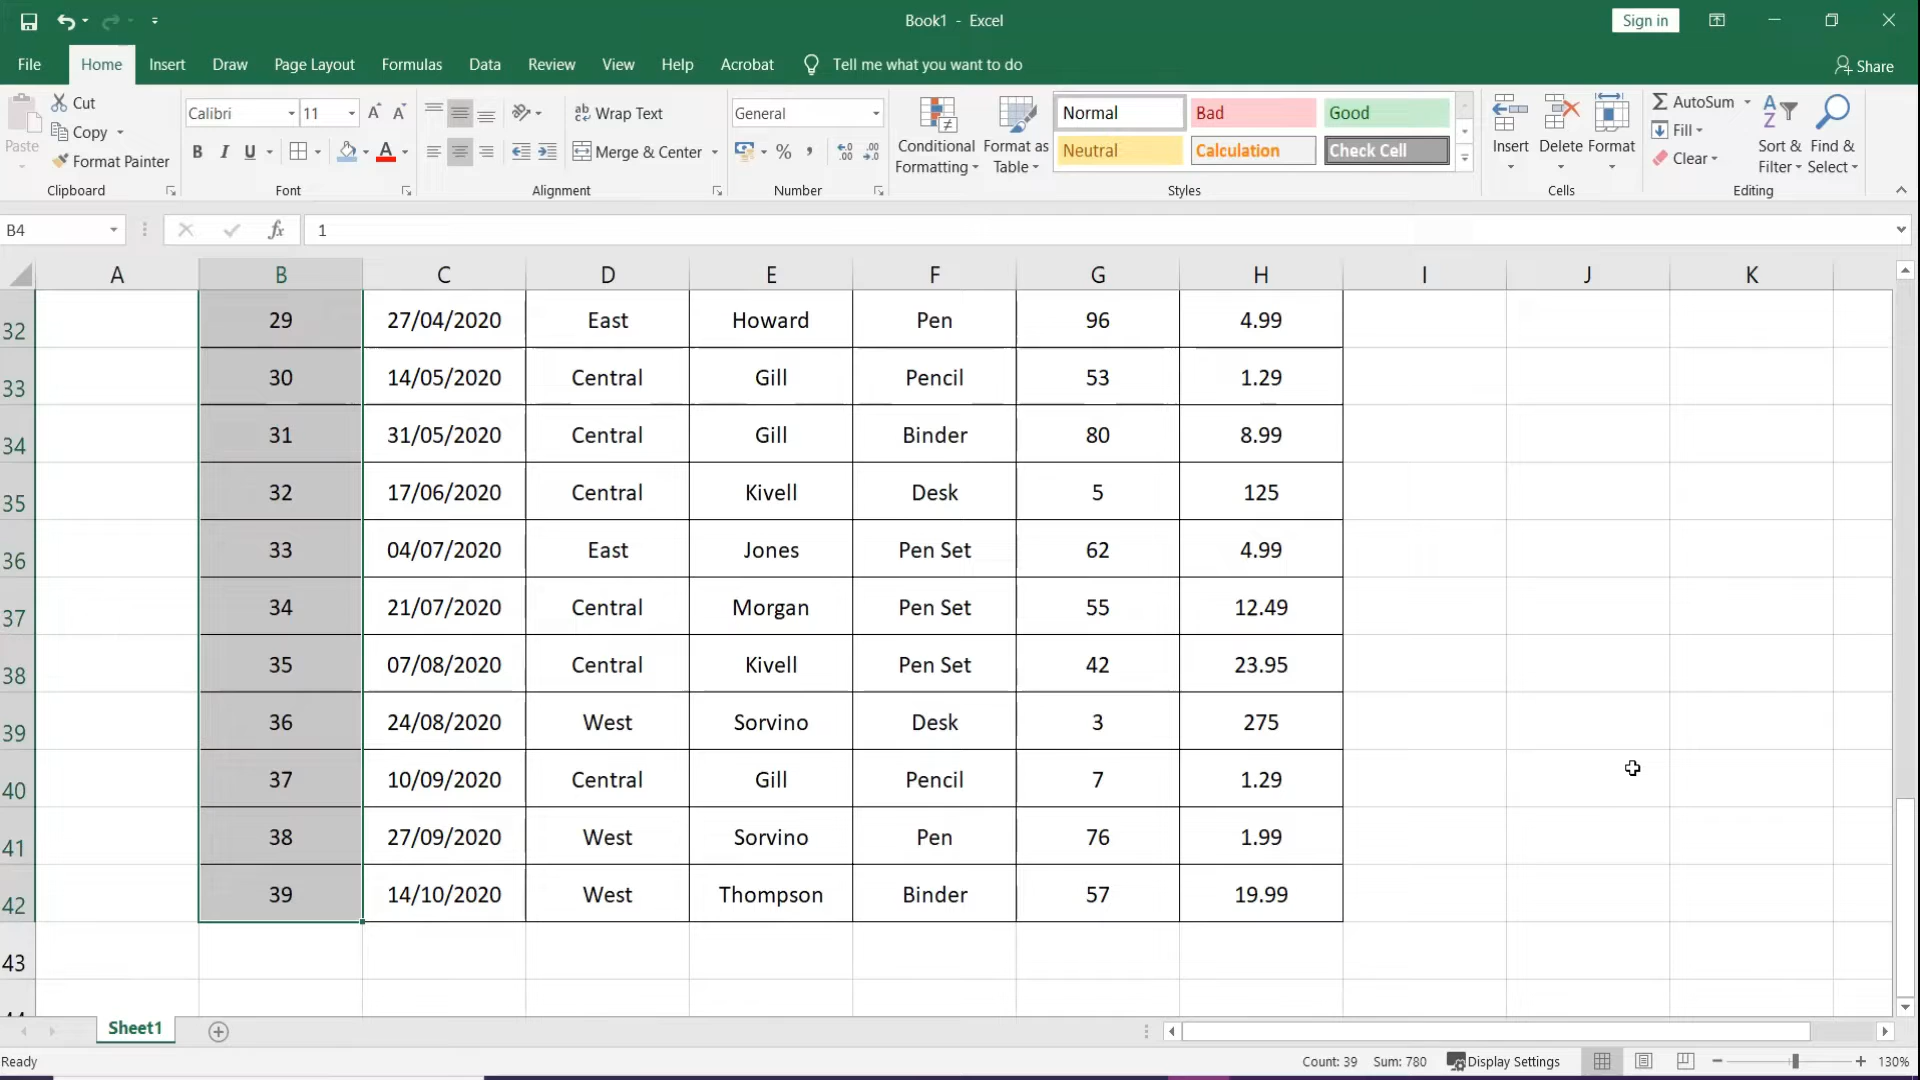 Book1 - Excel
Sign in
File Home Insert Draw Page Layout Formulas Data Review View Help Acrobat Tell me what you want to do Share
Paste
Cut
Copy
Format Painter
Clipboard
Calibri 11
B I U A
Font
Wrap Text
Merge & Center
Alignment
General
%
Number
Conditional Formatting
Format as Table
Normal Bad Good
Neutral Calculation Check Cell
Styles
Insert Delete Format
Cells
AutoSum
Fill
Clear
Sort & Filter
Find & Select
Editing
B4 fx 1
A B C D E F G H I J K
32 29 27/04/2020 East Howard Pen 96 4.99
33 30 14/05/2020 Central Gill Pencil 53 1.29
34 31 31/05/2020 Central Gill Binder 80 8.99
35 32 17/06/2020 Central Kivell Desk 5 125
36 33 04/07/2020 East Jones Pen Set 62 4.99
37 34 21/07/2020 Central Morgan Pen Set 55 12.49
38 35 07/08/2020 Central Kivell Pen Set 42 23.95
39 36 24/08/2020 West Sorvino Desk 3 275
40 37 10/09/2020 Central Gill Pencil 7 1.29
41 38 27/09/2020 West Sorvino Pen 76 1.99
42 39 14/10/2020 West Thompson Binder 57 19.99
43
Sheet1
Ready Count: 39 Sum: 780 Display Settings 130%